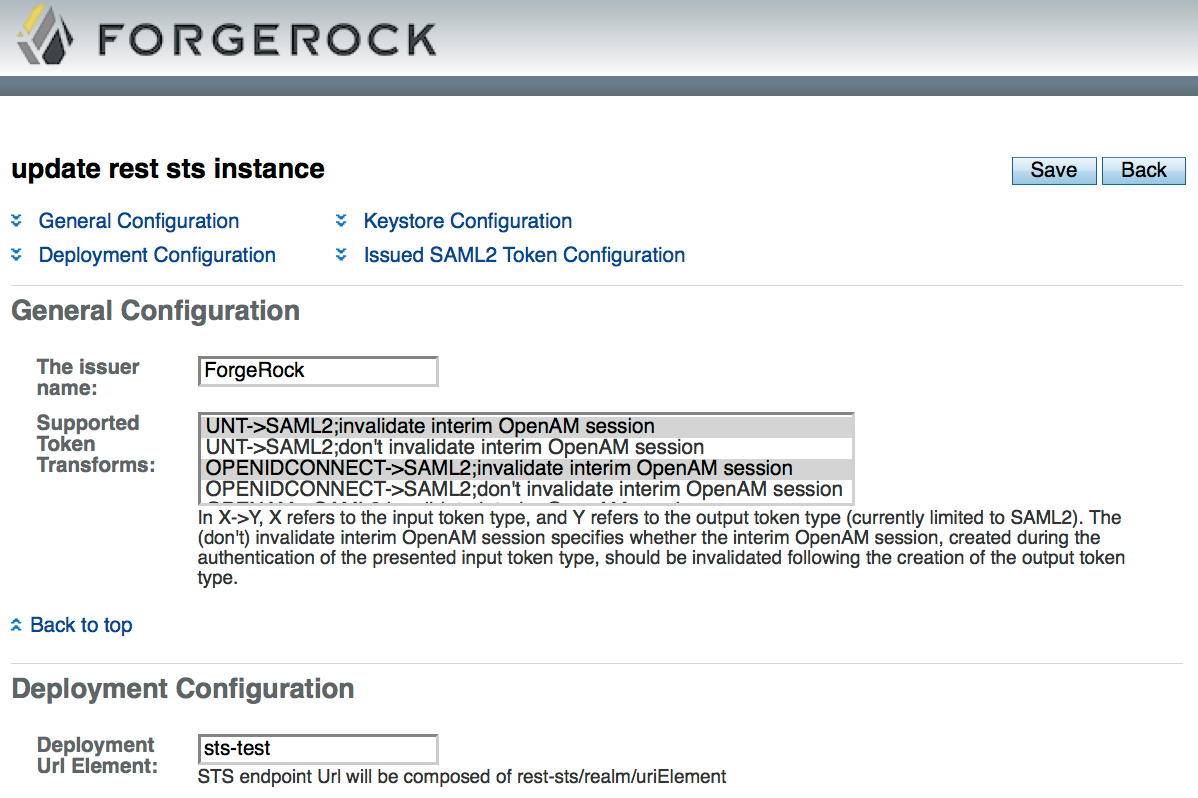 FORGEROCK
update rest sts instance
Save Back
General Configuration Keystore Configuration
Deployment Configuration Issued SAML2 Token Configuration
General Configuration
The issuer
name:
ForgeRock
Supported
Token
Transforms:
UNT->SAML2;invalidate interim OpenAM session
UNT->SAML2;don't invalidate interim OpenAM session
OPENIDCONNECT->SAML2;invalidate interim OpenAM session
OPENIDCONNECT->SAML2;don't invalidate interim OpenAM session
In X->Y, X refers to the input token type, and Y refers to the output token type (currently limited to SAML2). The
(don't) invalidate interim OpenAM session specifies whether the interim OpenAM session, created during the
authentication of the presented input token type, should be invalidated following the creation of the output token
type.
Back to top
Deployment Configuration
Deployment
Url Element:
sts-test
STS endpoint Url will be composed of rest-sts/realm/uriElement